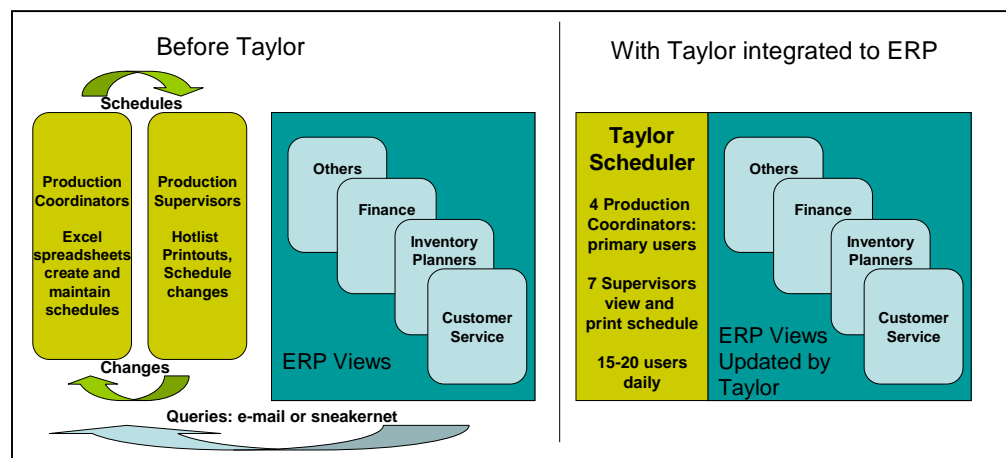 Before Taylor
Schedules
Production
Coordinators
Excel
spreadsheets
create and
maintain
schedules
Production
Supervisors
Hotlist
Printouts,
Schedule
changes
Changes
Others
Finance
Inventory
Planners
Customer
Service
ERP Views
Queries: e-mail or sneakernet
With Taylor integrated to ERP
Taylor
Scheduler
4 Production
Coordinators:
primary users
7 Supervisors
view and
print schedule
15-20 users
daily
Others
Finance
Inventory
Planners
Customer
Service
ERP Views
Updated by
Taylor